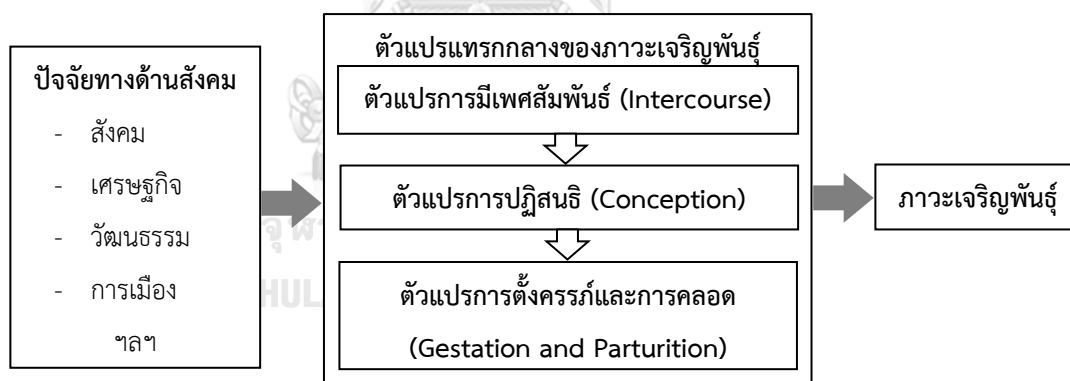 ปัจจัยทางด้านสังคม
- สังคม
- เศรษฐกิจ
- วัฒนธรรม
- การเมือง
ฯลฯ
ตัวแปรแทรกกลางของภาวะเจริญพันธุ์
ตัวแปรการมีเพศสัมพันธ์ (Intercourse)
ตัวแปรการปฏิสนธิ (Conception)
ตัวแปรการตั้งครรภ์และการคลอด
(Gestation and Parturition)
ภาวะเจริญพันธุ์